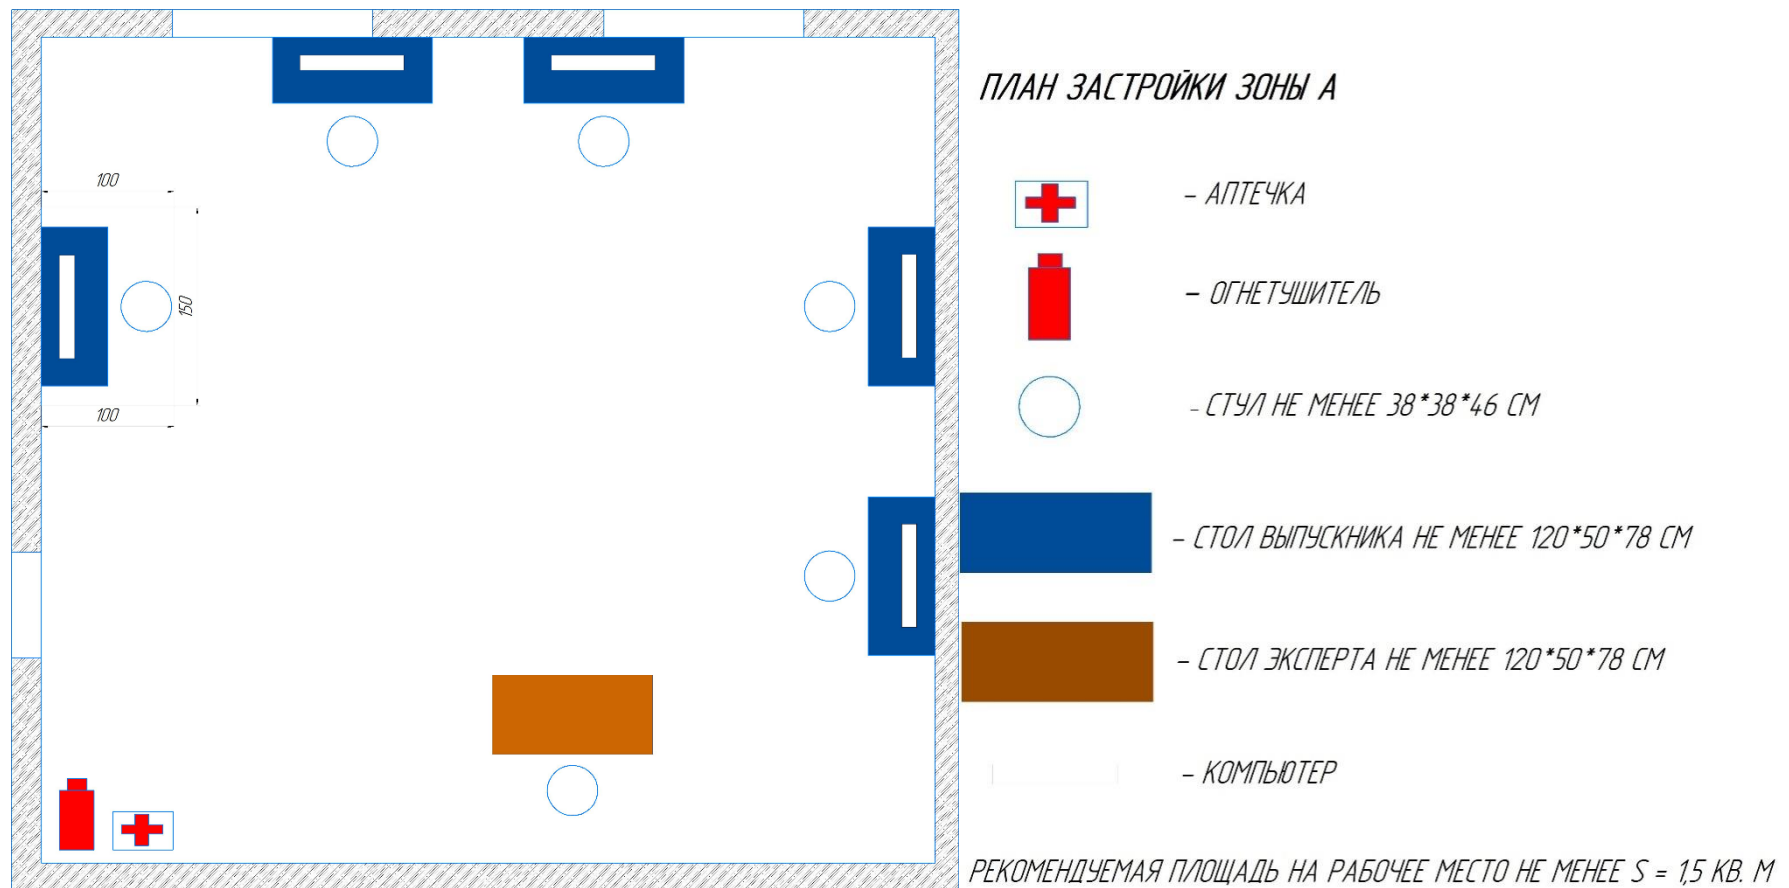 ПЛАН ЗАСТРОЙКИ ЗОНЫ А
– АПТЕЧКА
100
– ОГНЕТУШИТЕЛЬ
150
– СТУЛ НЕ МЕНЕЕ 38*38*46 СМ
100
– СТОЛ ВЫПУСКНИКА НЕ МЕНЕЕ 120*50*78 СМ
– СТОЛ ЭКСПЕРТА НЕ МЕНЕЕ 120*50*78 СМ
– КОМПЬЮТЕР
РЕКОМЕНДУЕМАЯ ПЛОЩАДЬ НА РАБОЧЕЕ МЕСТО НЕ МЕНЕЕ S = 1,5 КВ. М